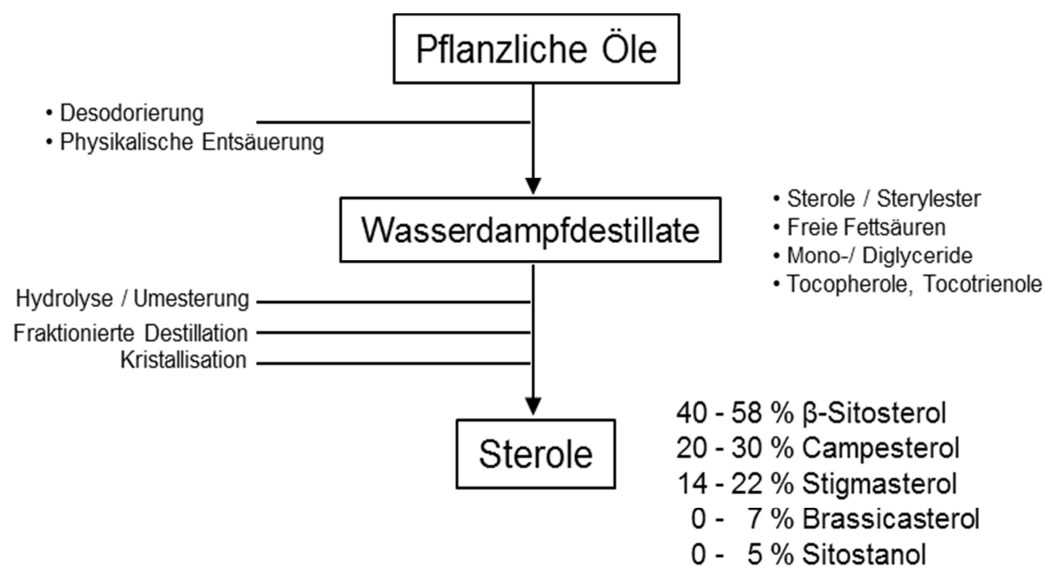 Pflanzliche Öle
• Desodorierung
• Physikalische Entsäuerung
Wasserdampfdestillate
• Sterole / Sterylester
• Freie Fettsäuren
• Mono-/ Diglyceride
• Tocopherole, Tocotrienole
Hydrolyse / Umesterung
Fraktionierte Destillation
Kristallisation
Sterole
40 - 58 % β-Sitosterol
20 - 30 % Campesterol
14 - 22 % Stigmasterol
0 - 7 % Brassicasterol
0 - 5 % Sitostanol